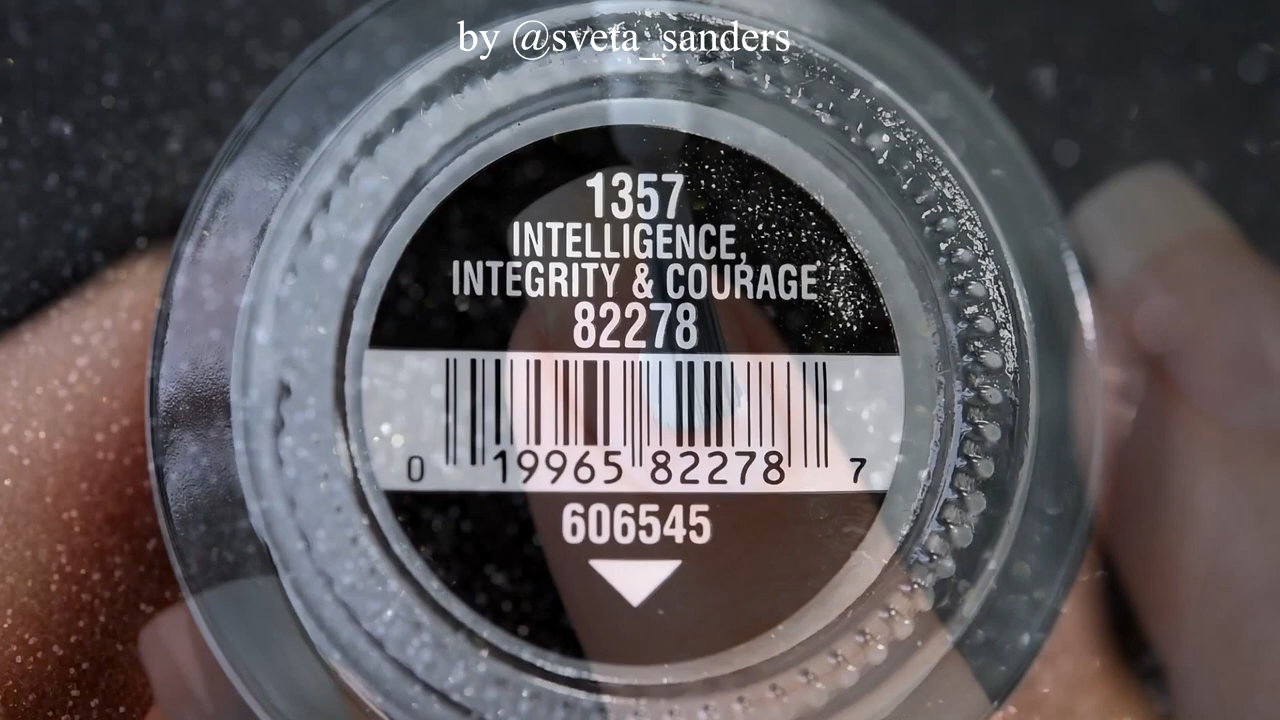 by @sveta_sanders
1357
INTELLIGENCE,
INTEGRITY & COURAGE
82278
0 19965 82278 7
606545